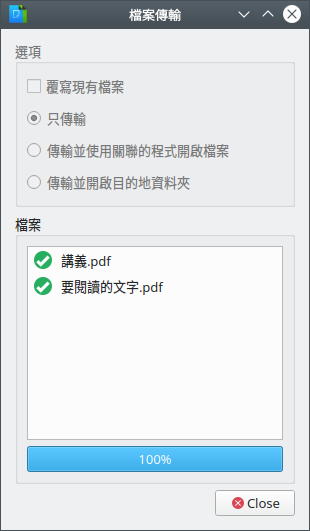 檔案傳輸
選項
覆寫現有檔案
只傳輸
傳輸並使用關聯的程式開啟檔案
傳輸並開啟目的地資料夾
檔案
講義.pdf
要閱讀的文字.pdf
100%
Close